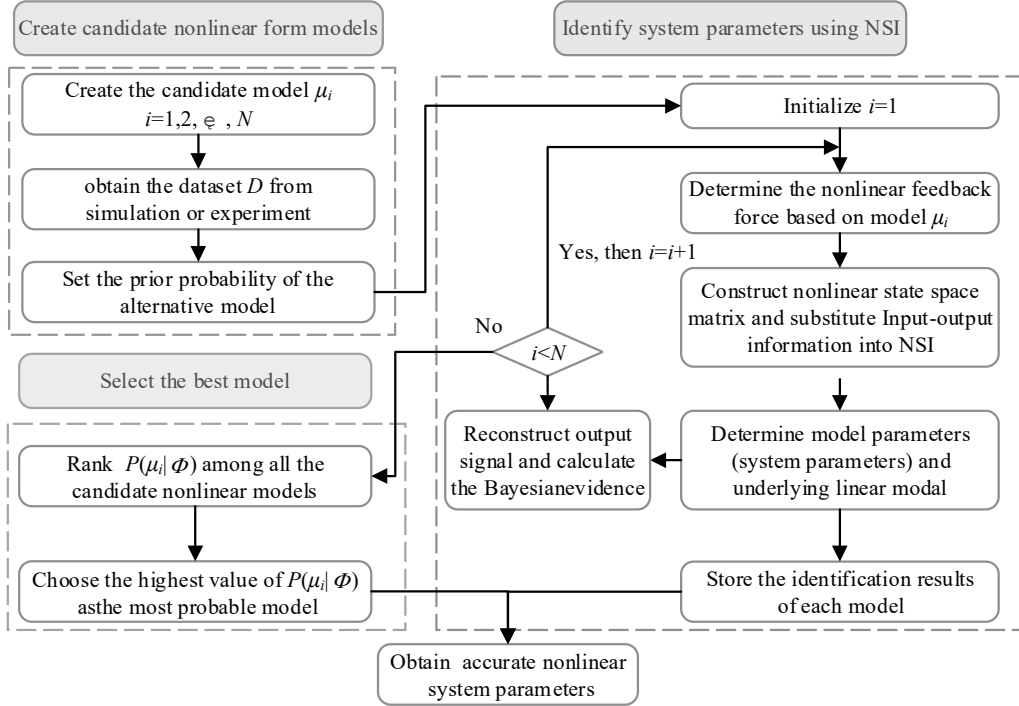 Create candidate nonlinear form models
Create the candidate model μi
i=1,2, ę , N
obtain the dataset D from
simulation or experiment
Set the prior probability of the
alternative model
Select the best model
Rank P(μi| Φ) among all the
candidate nonlinear models
Choose the highest value of P(μi| Φ)
asthe most probable model
Identify system parameters using NSI
Initialize i=1
Determine the nonlinear feedback
force based on model μi
Yes, then i=i+1
Construct nonlinear state space
matrix and substitute Input-output
information into NSI
No
i<N
Reconstruct output
signal and calculate
the Bayesianevidence
Determine model parameters
(system parameters) and
underlying linear modal
Store the identification results
of each model
Obtain accurate nonlinear
system parameters